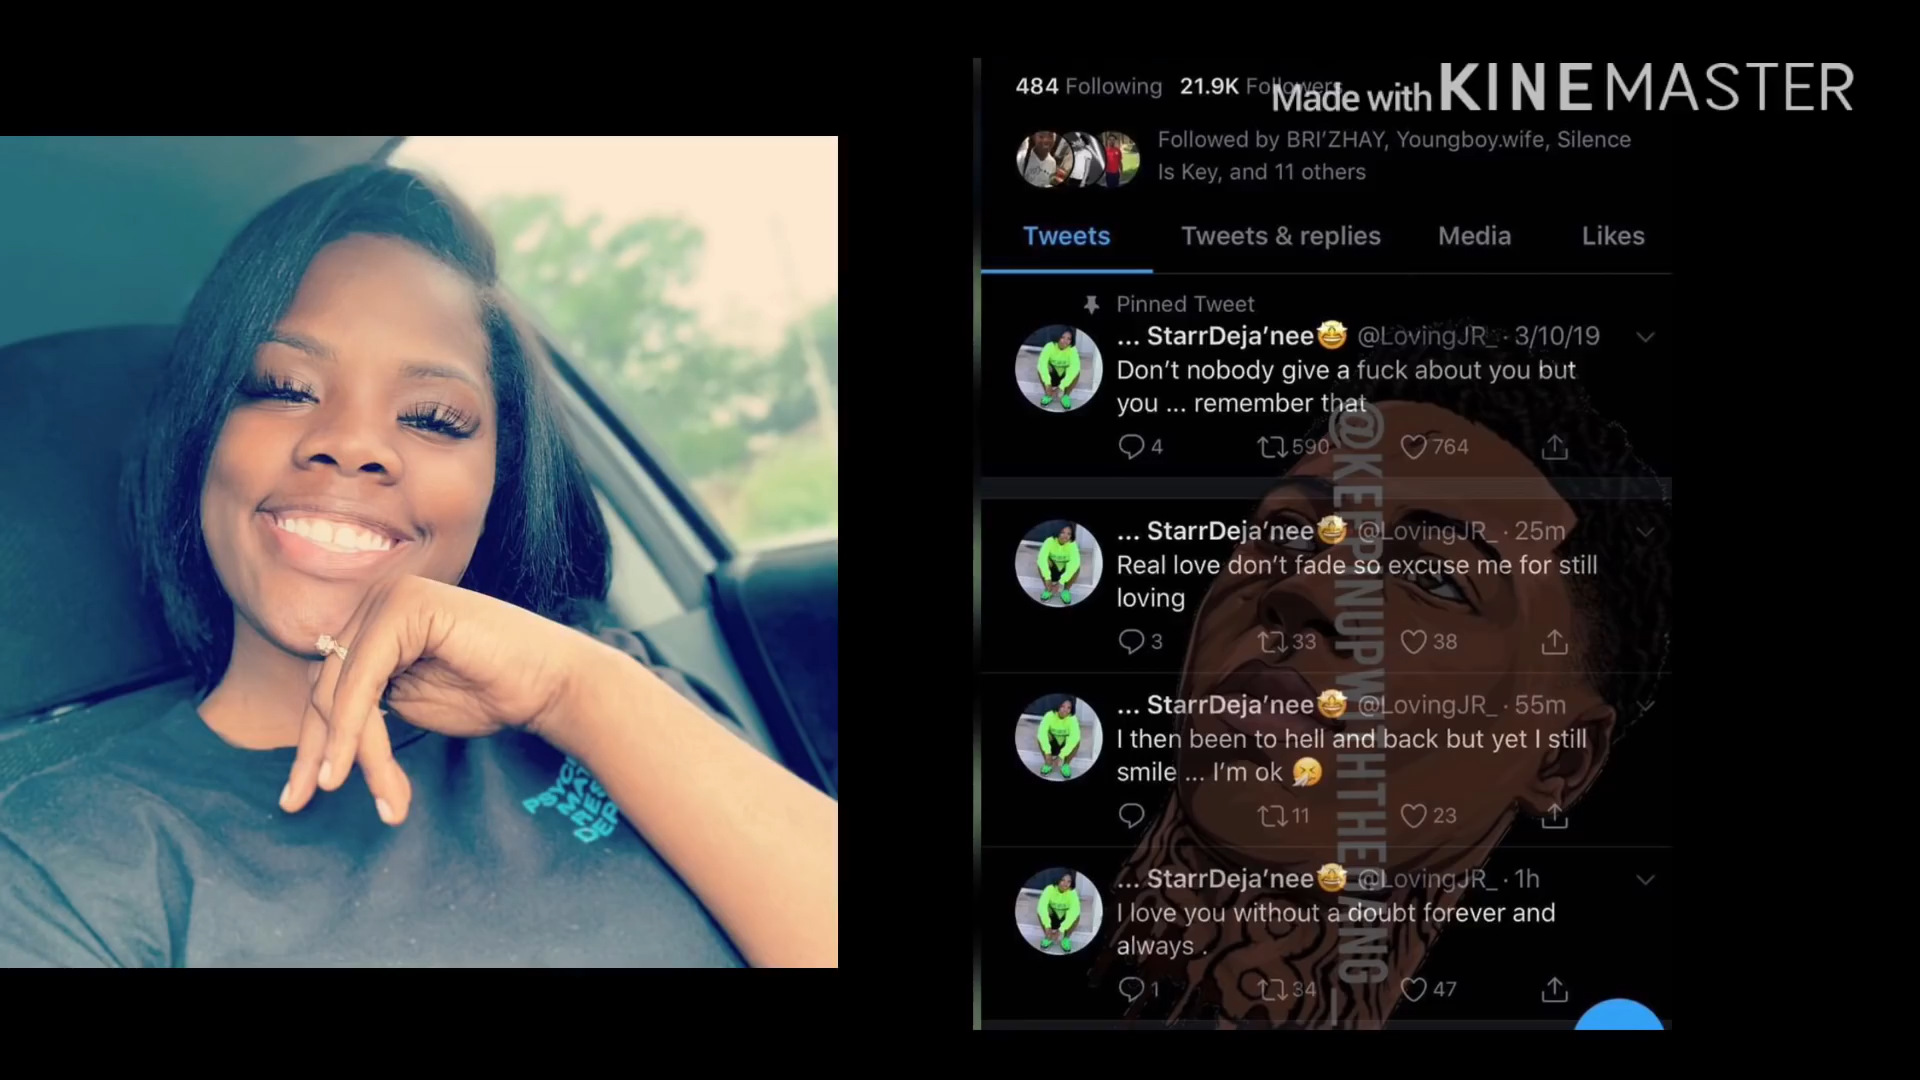 Made with KINEMASTER
484 Following 21.9K Followers
Followed by BRI'ZHAY, Youngboy.wife, Silence
Is Key, and 11 others
Tweets Tweets & replies Media Likes
Pinned Tweet
... StarrDeja'nee🤩 @LovingJR_ · 3/10/19
Don't nobody give a fuck about you but
you ... remember that
4 590 764
... StarrDeja'nee🤩 @LovingJR_ · 25m
Real love don't fade so excuse me for still
loving
3 33 38
... StarrDeja'nee🤩 @LovingJR_ · 55m
I then been to hell and back but yet I still
smile ... I'm ok 🤧
11 23
... StarrDeja'nee🤩 @LovingJR_ · 1h
I love you without a doubt forever and
always .
1 34 47